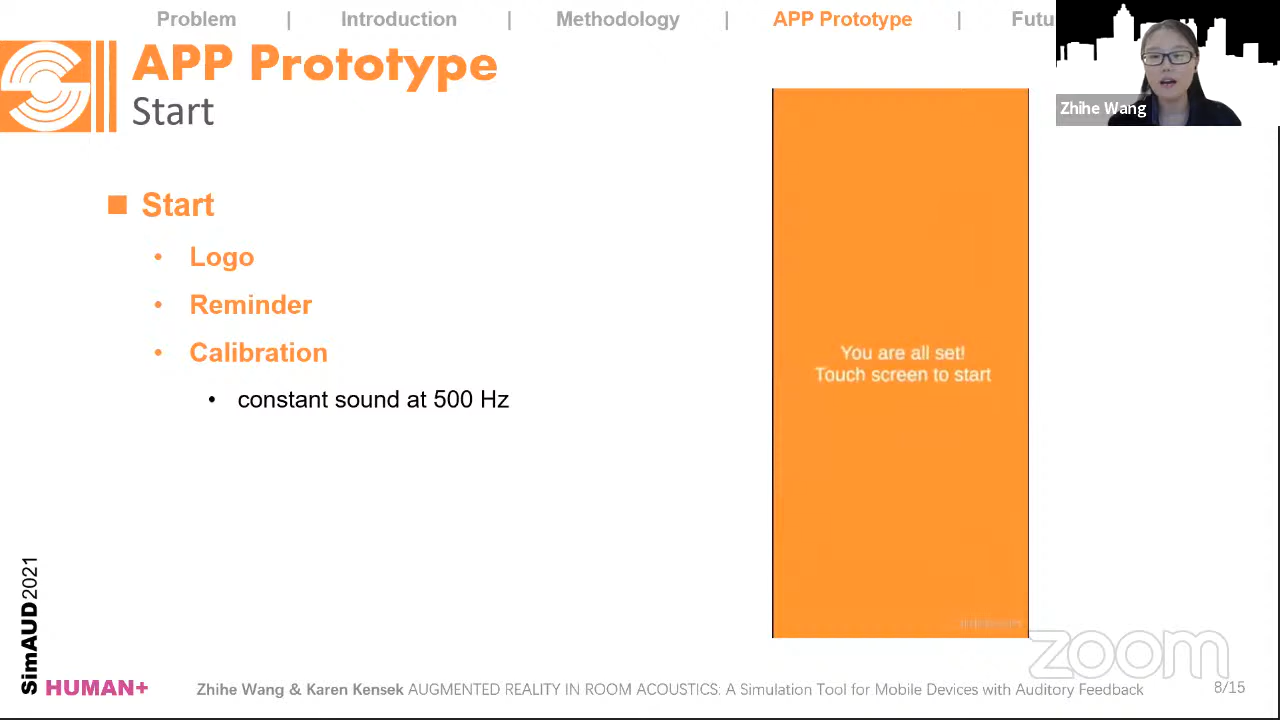 Problem | Introduction | Methodology | APP Prototype | Futu
APP Prototype
Start
Zhihe Wang
■ Start
• Logo
• Reminder
• Calibration
• constant sound at 500 Hz
You are all set!
Touch screen to start
SimAUD2021
HUMAN+
Zhihe Wang & Karen Kensek AUGMENTED REALITY IN ROOM ACOUSTICS: A Simulation Tool for Mobile Devices with Auditory Feedback
8/15
zoom